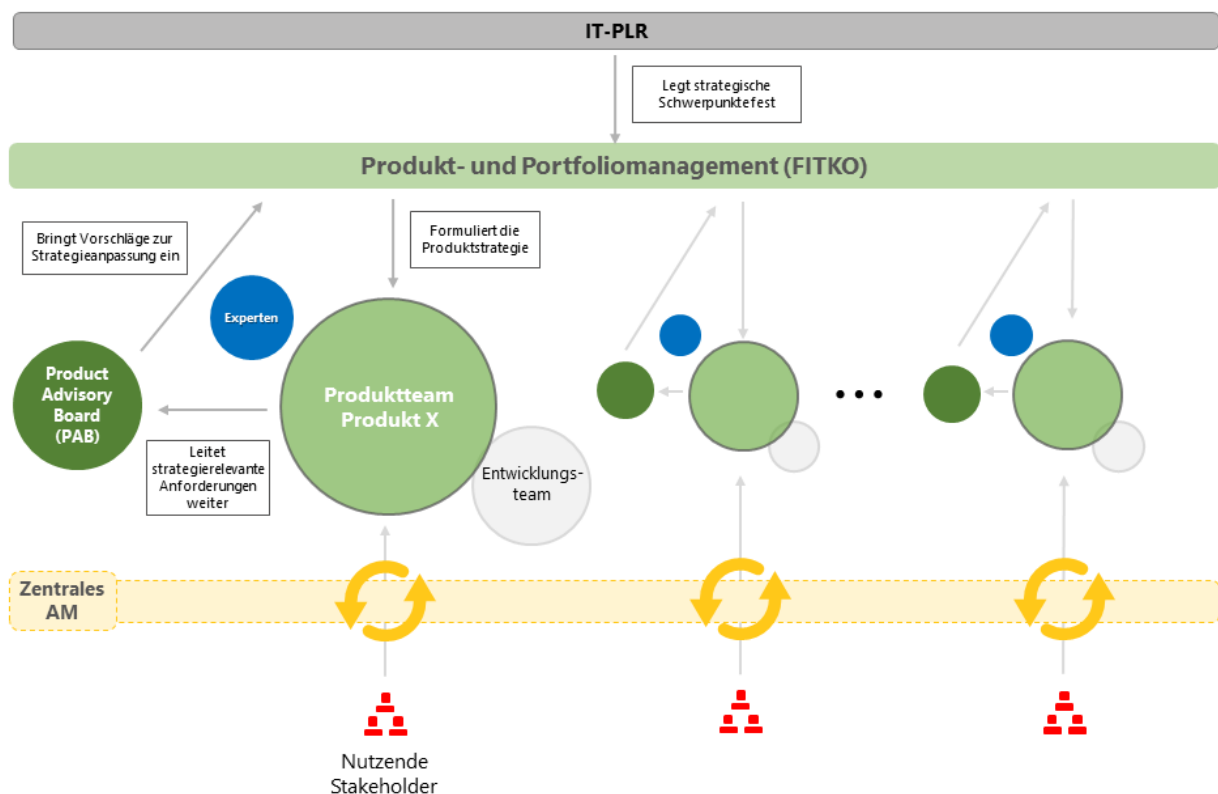 IT-PLR
Legt strategische
Schwerpunktefest
Produkt- und Portfoliomanagement (FITKO)
Bringt Vorschläge zur
Strategieanpassung ein
Formuliert die
Produktstrategie
Experten
Product
Advisory
Board
(PAB)
Produktteam
Produkt X
Leitet
strategierelevante
Anforderungen
weiter
Entwicklungs-
team
Zentrales
AM
Nutzende
Stakeholder